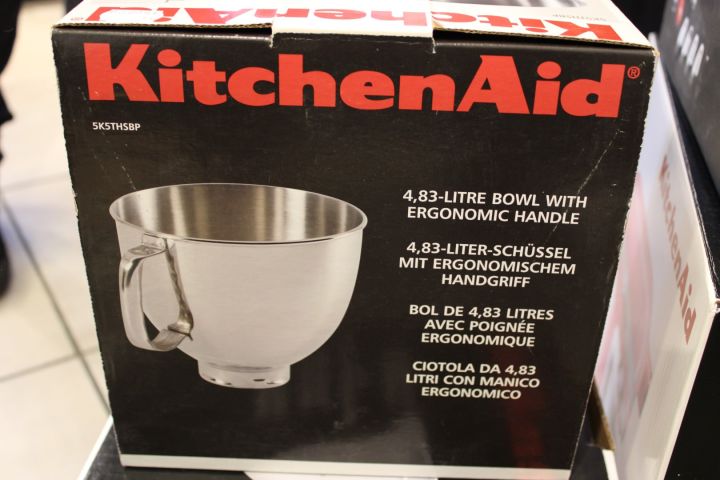 KitchenAid
KitchenAid®
5K5THSBP
4,83-LITRE BOWL WITH
ERGONOMIC HANDLE
4,83-LITER-SCHÜSSEL
MIT ERGONOMISCHEM
HANDGRIFF
BOL DE 4,83 LITRES
AVEC POIGNÉE
ERGONOMIQUE
CIOTOLA DA 4,83
LITRI CON MANICO
ERGONOMICO
KitchenAid